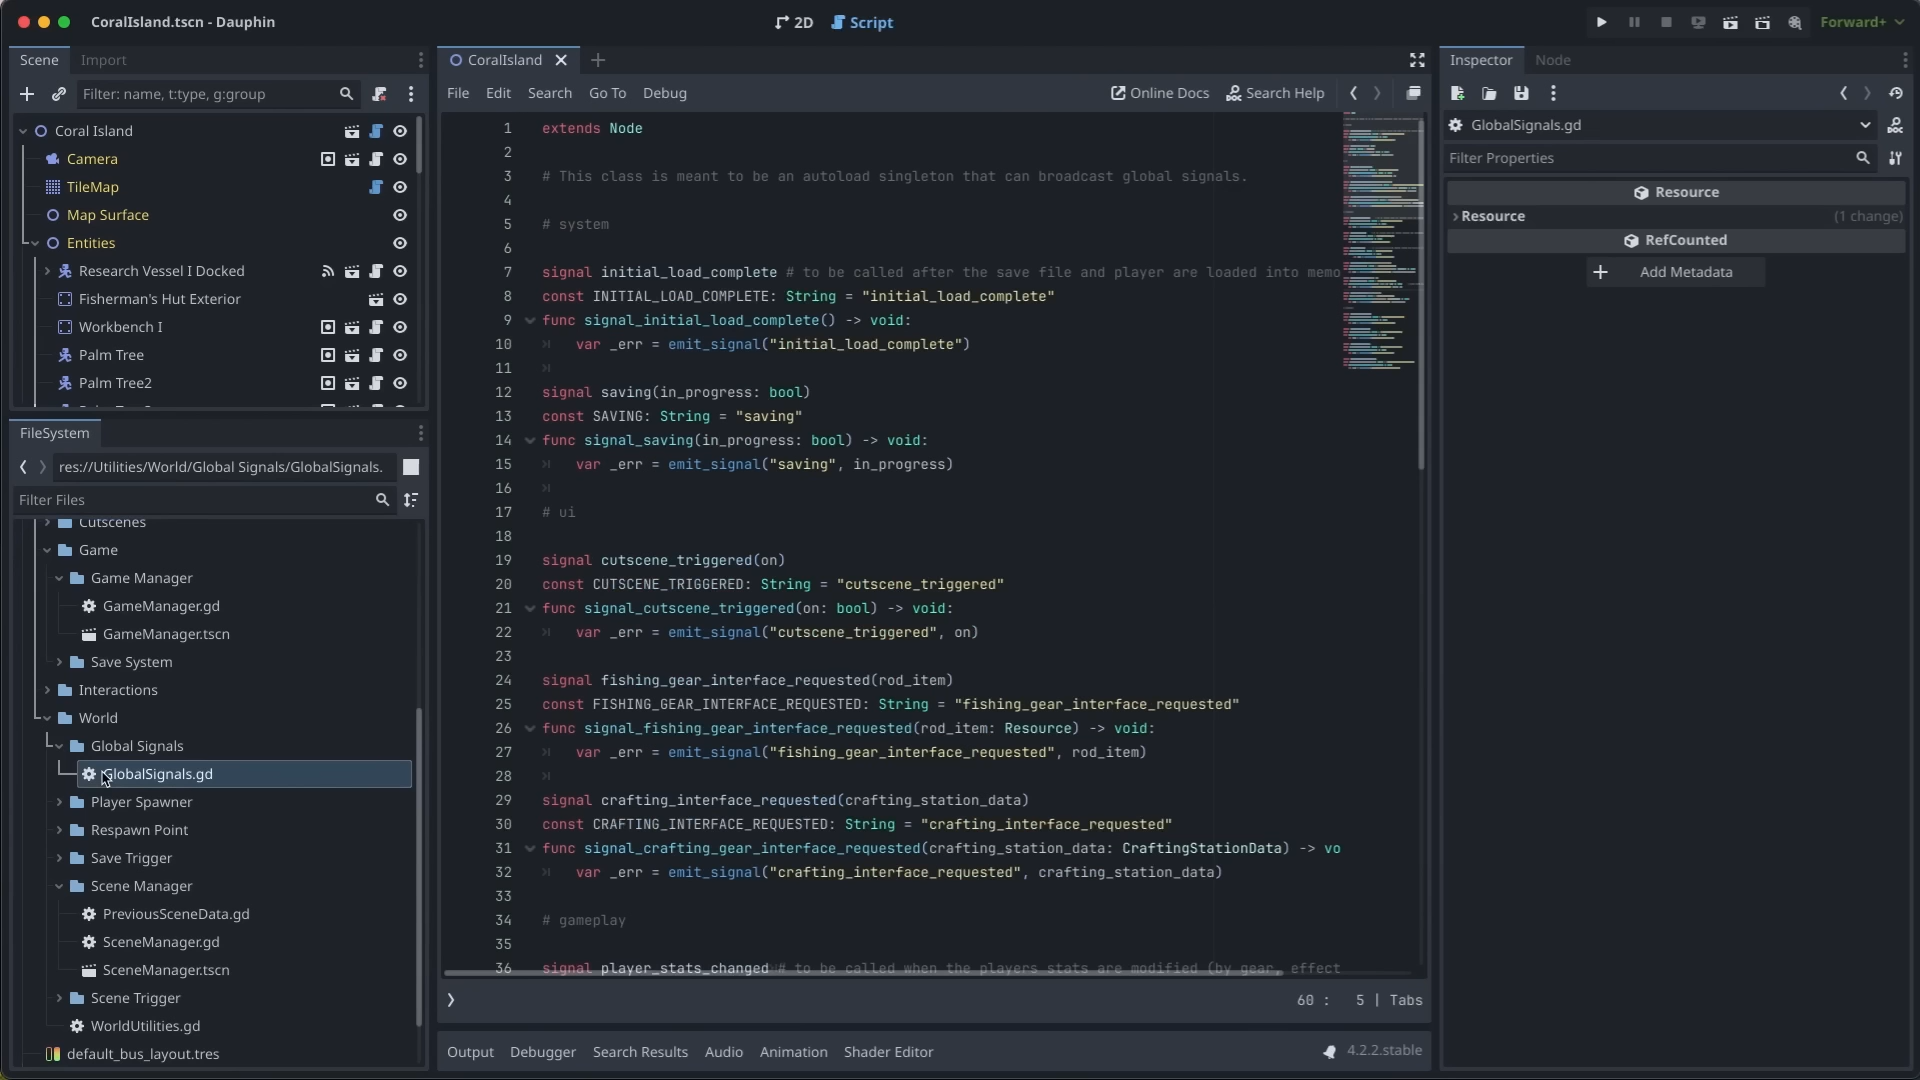 CoralIsland.tscn - Dauphin
2D
Script
Forward+
Scene
Import
Filter: name, t:type, g:group
Coral Island
Camera
TileMap
Map Surface
Entities
Research Vessel I Docked
Fisherman's Hut Exterior
Workbench I
Palm Tree
Palm Tree2
FileSystem
res://Utilities/World/Global Signals/GlobalSignals.
Filter Files
Cutscenes
Game
Game Manager
GameManager.gd
GameManager.tscn
Save System
Interactions
World
Global Signals
GlobalSignals.gd
Player Spawner
Respawn Point
Save Trigger
Scene Manager
PreviousSceneData.gd
SceneManager.gd
SceneManager.tscn
Scene Trigger
WorldUtilities.gd
default_bus_layout.tres
CoralIsland
File Edit Search Go To Debug
Online Docs Search Help
1 extends Node
2
3 # This class is meant to be an autoload singleton that can broadcast global signals.
4
5 # system
6
7 signal initial_load_complete # to be called after the save file and player are loaded into memo
8 const INITIAL_LOAD_COMPLETE: String = "initial_load_complete"
9 func signal_initial_load_complete() -> void:
10 var _err = emit_signal("initial_load_complete")
11
12 signal saving(in_progress: bool)
13 const SAVING: String = "saving"
14 func signal_saving(in_progress: bool) -> void:
15 var _err = emit_signal("saving", in_progress)
16
17 # ui
18
19 signal cutscene_triggered(on)
20 const CUTSCENE_TRIGGERED: String = "cutscene_triggered"
21 func signal_cutscene_triggered(on: bool) -> void:
22 var _err = emit_signal("cutscene_triggered", on)
23
24 signal fishing_gear_interface_requested(rod_item)
25 const FISHING_GEAR_INTERFACE_REQUESTED: String = "fishing_gear_interface_requested"
26 func signal_fishing_gear_interface_requested(rod_item: Resource) -> void:
27 var _err = emit_signal("fishing_gear_interface_requested", rod_item)
28
29 signal crafting_interface_requested(crafting_station_data)
30 const CRAFTING_INTERFACE_REQUESTED: String = "crafting_interface_requested"
31 func signal_crafting_gear_interface_requested(crafting_station_data: CraftingStationData) -> vo
32 var _err = emit_signal("crafting_interface_requested", crafting_station_data)
33
34 # gameplay
35
36 signal player_stats_changed # to be called when the players stats are modified (by gear, effect
60 : 5 | Tabs
Output Debugger Search Results Audio Animation Shader Editor
4.2.2.stable
Inspector
Node
GlobalSignals.gd
Filter Properties
Resource
Resource (1 change)
RefCounted
Add Metadata